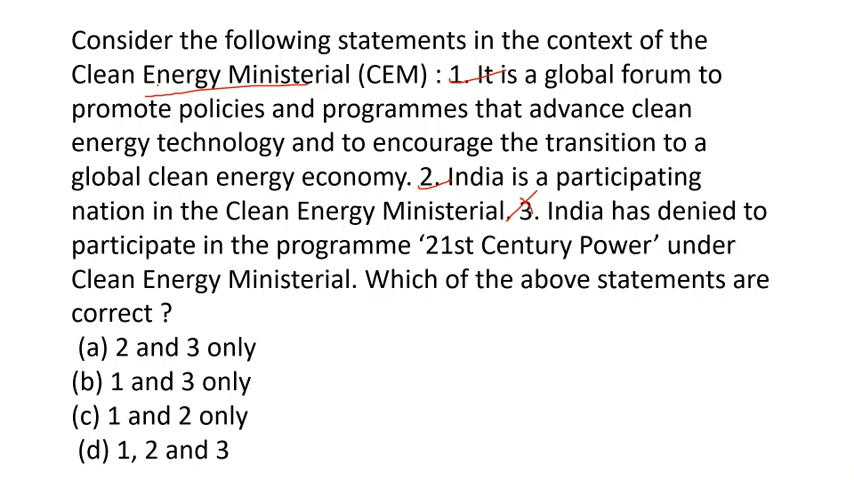 Consider the following statements in the context of the
Clean Energy Ministerial (CEM) : 1. It is a global forum to
promote policies and programmes that advance clean
energy technology and to encourage the transition to a
global clean energy economy. 2. India is a participating
nation in the Clean Energy Ministerial. 3. India has denied to
participate in the programme ‘21st Century Power’ under
Clean Energy Ministerial. Which of the above statements are
correct ?
(a) 2 and 3 only
(b) 1 and 3 only
(c) 1 and 2 only
(d) 1, 2 and 3